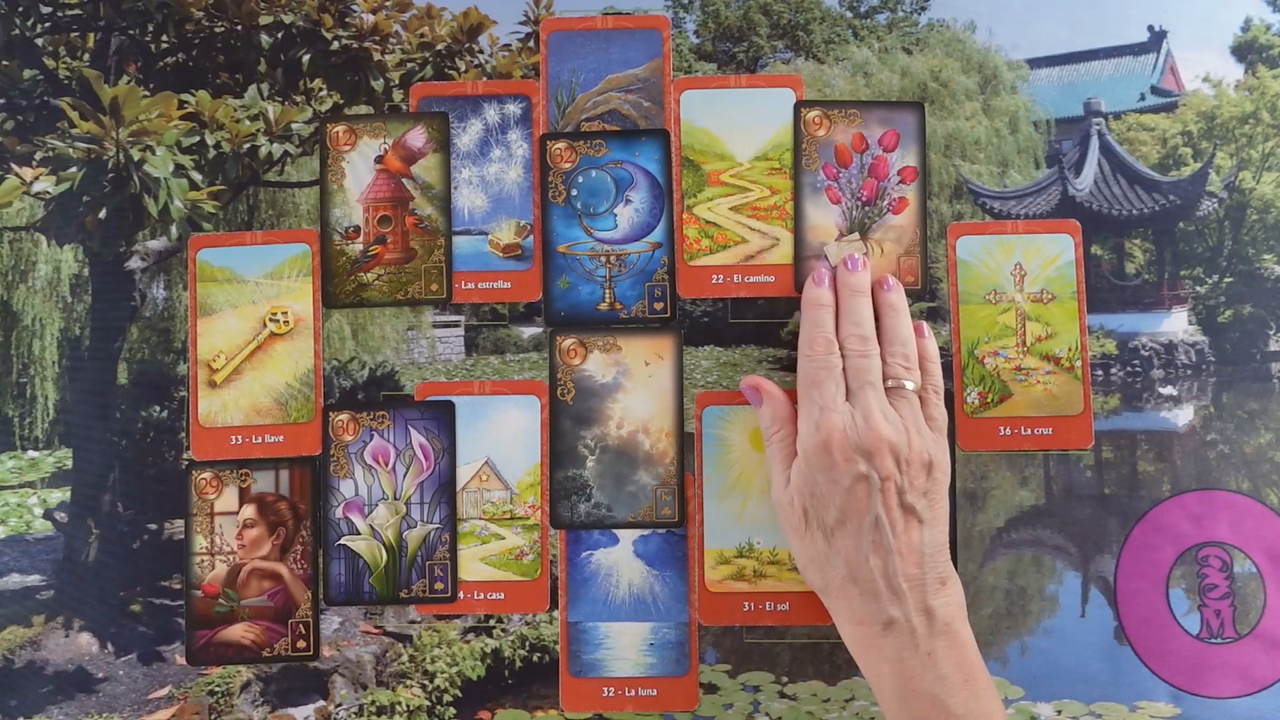 12
- Las estrellas
32
8
22 - El camino
9
33 - La llave
6
K
36 - La cruz
29
A
30
K
4 - La casa
31 - El sol
32 - La luna